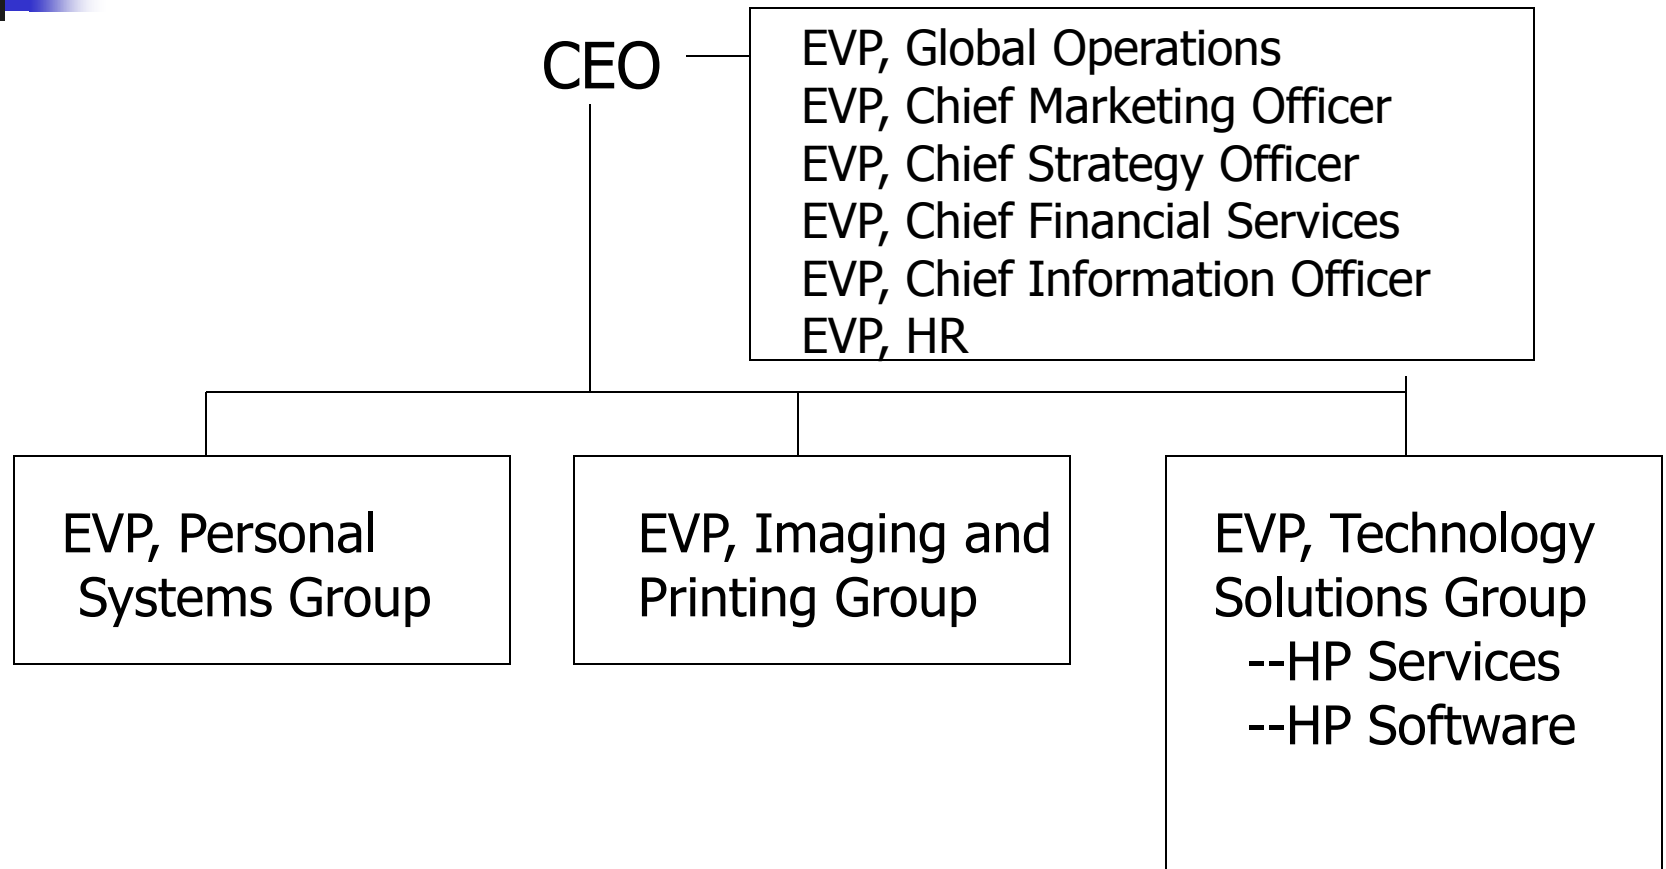 CEO
EVP, Global Operations
EVP, Chief Marketing Officer
EVP, Chief Strategy Officer
EVP, Chief Financial Services
EVP, Chief Information Officer
EVP, HR
EVP, Personal
Systems Group
EVP, Imaging and
Printing Group
EVP, Technology
Solutions Group
--HP Services
--HP Software